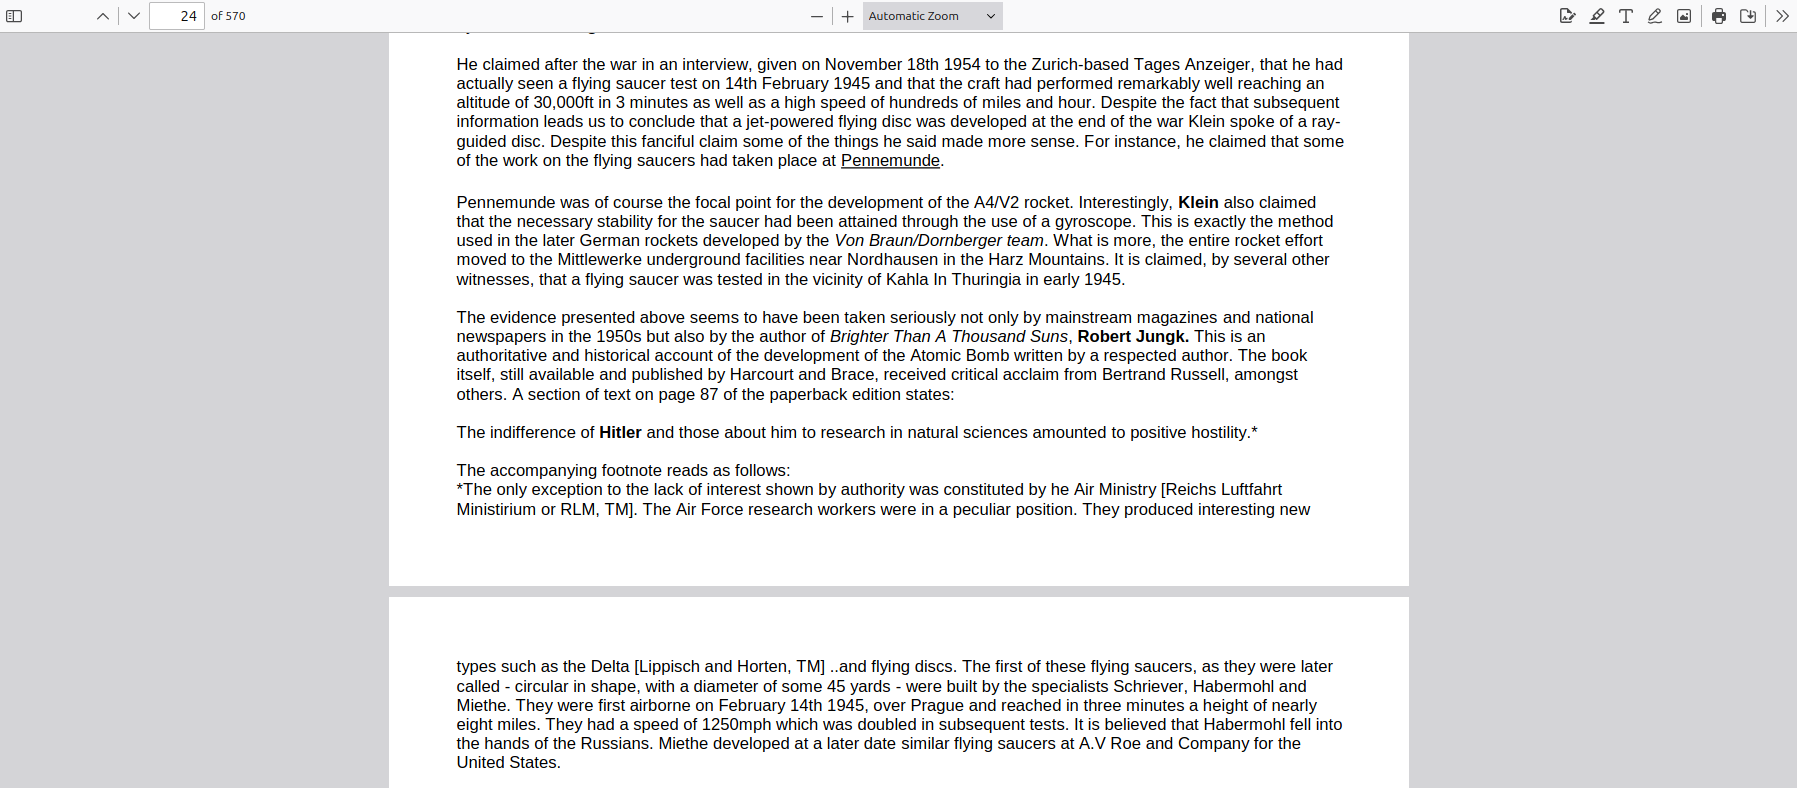 24 of 570
Automatic Zoom
He claimed after the war in an interview, given on November 18th 1954 to the Zurich-based Tages Anzeiger, that he had
actually seen a flying saucer test on 14th February 1945 and that the craft had performed remarkably well reaching an
altitude of 30,000ft in 3 minutes as well as a high speed of hundreds of miles and hour. Despite the fact that subsequent
information leads us to conclude that a jet-powered flying disc was developed at the end of the war Klein spoke of a ray-
guided disc. Despite this fanciful claim some of the things he said made more sense. For instance, he claimed that some
of the work on the flying saucers had taken place at Pennemunde.
Pennemunde was of course the focal point for the development of the A4/V2 rocket. Interestingly, Klein also claimed
that the necessary stability for the saucer had been attained through the use of a gyroscope. This is exactly the method
used in the later German rockets developed by the Von Braun/Dornberger team. What is more, the entire rocket effort
moved to the Mittlewerke underground facilities near Nordhausen in the Harz Mountains. It is claimed, by several other
witnesses, that a flying saucer was tested in the vicinity of Kahla In Thuringia in early 1945.
The evidence presented above seems to have been taken seriously not only by mainstream magazines and national
newspapers in the 1950s but also by the author of Brighter Than A Thousand Suns, Robert Jungk. This is an
authoritative and historical account of the development of the Atomic Bomb written by a respected author. The book
itself, still available and published by Harcourt and Brace, received critical acclaim from Bertrand Russell, amongst
others. A section of text on page 87 of the paperback edition states:
The indifference of Hitler and those about him to research in natural sciences amounted to positive hostility.*
The accompanying footnote reads as follows:
*The only exception to the lack of interest shown by authority was constituted by he Air Ministry [Reichs Luftfahrt
Ministirium or RLM, TM]. The Air Force research workers were in a peculiar position. They produced interesting new
types such as the Delta [Lippisch and Horten, TM] ..and flying discs. The first of these flying saucers, as they were later
called - circular in shape, with a diameter of some 45 yards - were built by the specialists Schriever, Habermohl and
Miethe. They were first airborne on February 14th 1945, over Prague and reached in three minutes a height of nearly
eight miles. They had a speed of 1250mph which was doubled in subsequent tests. It is believed that Habermohl fell into
the hands of the Russians. Miethe developed at a later date similar flying saucers at A.V Roe and Company for the
United States.